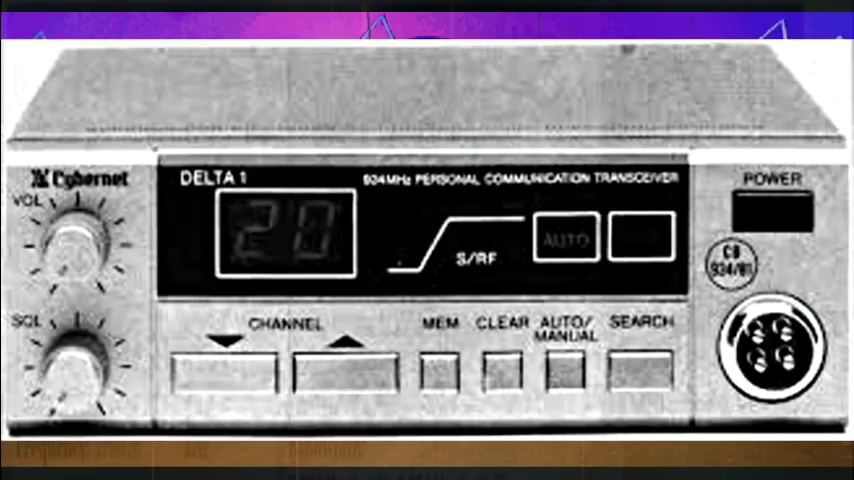 Cybernet
DELTA 1
934MHz PERSONAL COMMUNICATION TRANSCEIVER
POWER
VOL
20
AUTO
S/RF
CB
934/81
SQL
CHANNEL
MEM
CLEAR
AUTO/
MANUAL
SEARCH